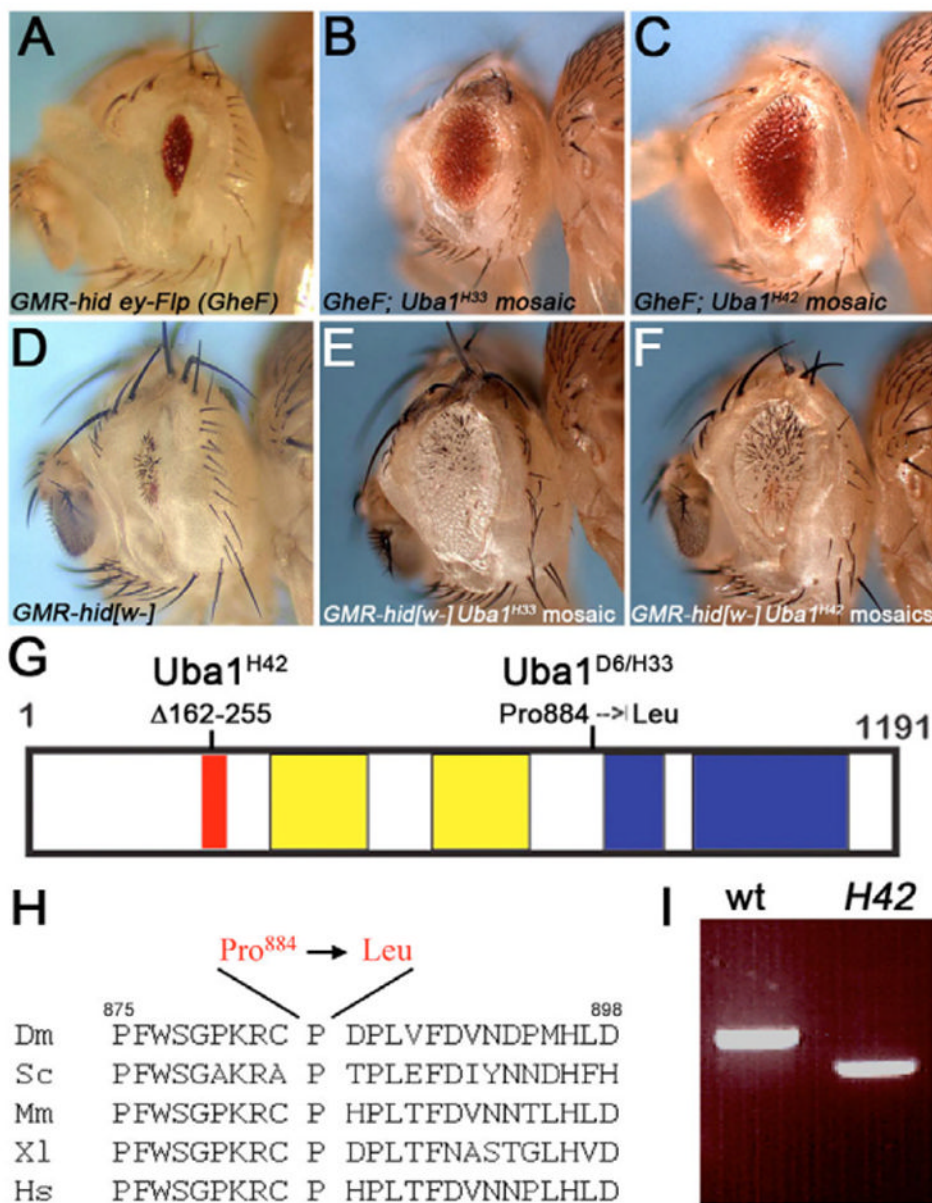 A
GMR-hid ey-Flp (GheF)
B
GheF; Uba1H33 mosaic
C
GheF; Uba1H42 mosaic
D
GMR-hid[w-]
E
GMR-hid[w-] Uba1H33 mosaic
F
GMR-hid[w-] Uba1H42 mosaics
G
Uba1H42 Uba1D6/H33
1 Δ162-255 Pro884 -->| Leu 1191
H
Pro884 → Leu
875 898
Dm PFWSGPKRC P DPLVFDVNDPMHLD
Sc PFWSGAKRA P TPLEFDIYNNDHFH
Mm PFWSGPKRC P HPLTFDVNNTLHLD
Xl PFWSGPKRC P DPLTFNASTGLHVD
Hs PFWSGPKRC P HPLTFDVNNPLHLD
I
wt H42